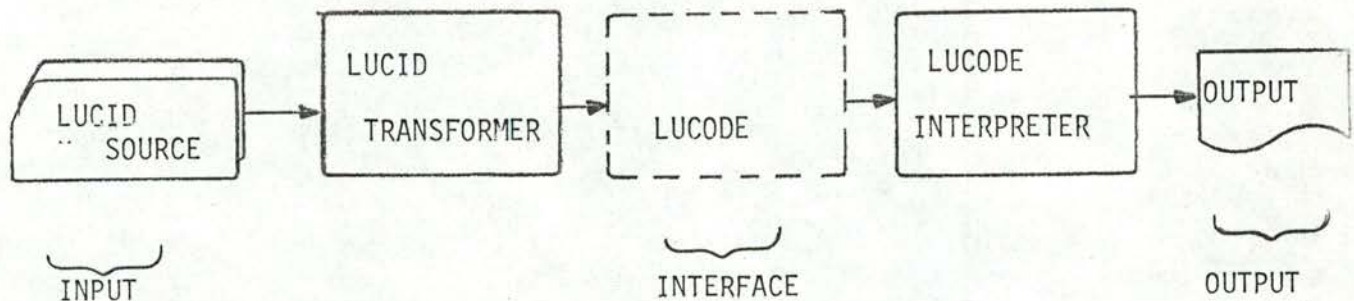 LUCID
SOURCE
LUCID
TRANSFORMER
LUCODE
LUCODE
INTERPRETER
OUTPUT
INPUT
INTERFACE
OUTPUT